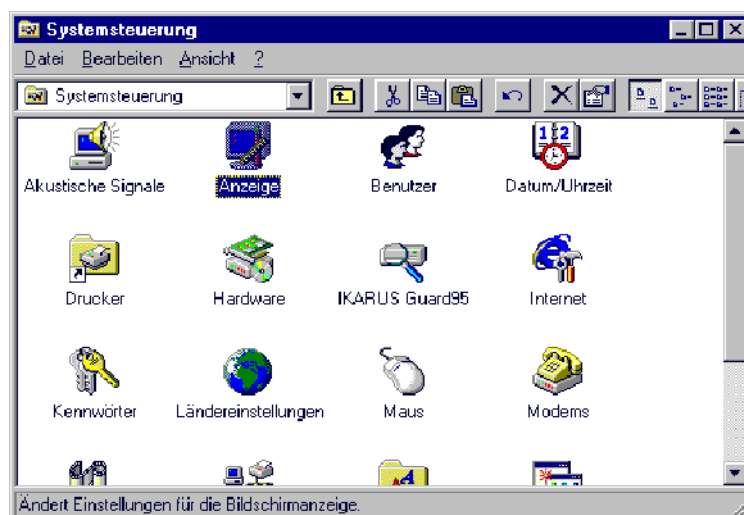 Systemsteuerung
Datei Bearbeiten Ansicht ?
Systemsteuerung
Akustische Signale Anzeige Benutzer Datum/Uhrzeit
Drucker Hardware IKARUS Guard95 Internet
Kennwörter Ländereinstellungen Maus Modems
Ändert Einstellungen für die Bildschirmanzeige.